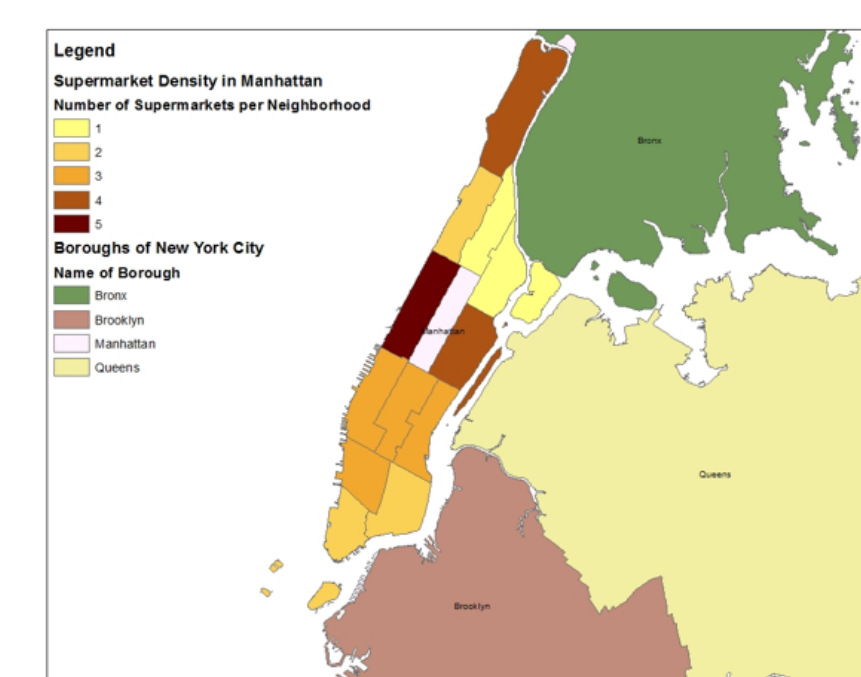 Legend
Supermarket Density in Manhattan
Number of Supermarkets per Neighborhood
1
2
3
4
5
Boroughs of New York City
Name of Borough
Bronx
Brooklyn
Manhattan
Queens
Bronx
Manhattan
Queens
Brooklyn